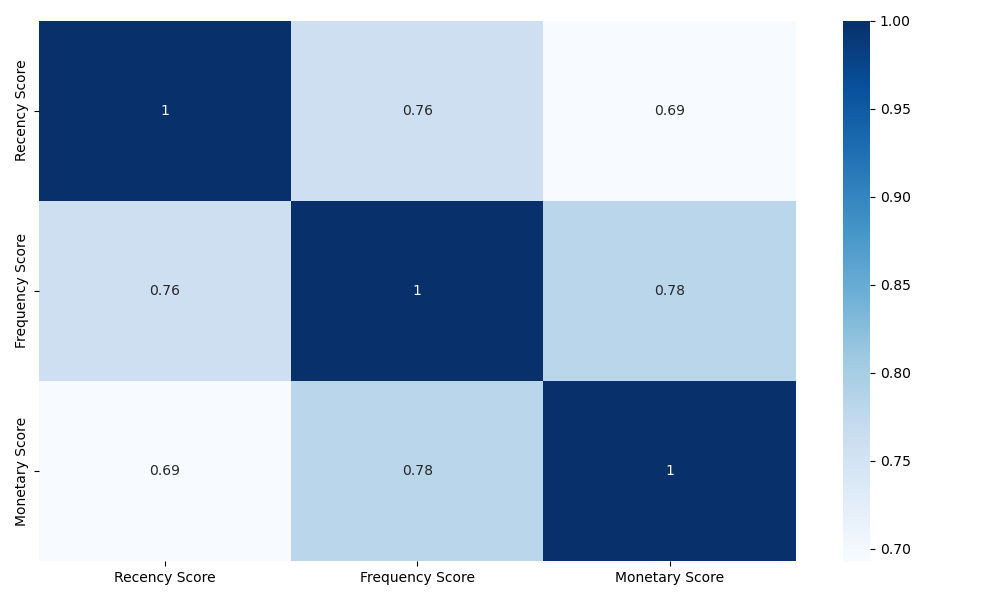 Recency Score
1
0.76
0.69
Frequency Score
0.76
1
0.78
Monetary Score
0.69
0.78
1
Recency Score
Frequency Score
Monetary Score
1.00
0.95
0.90
0.85
0.80
0.75
0.70